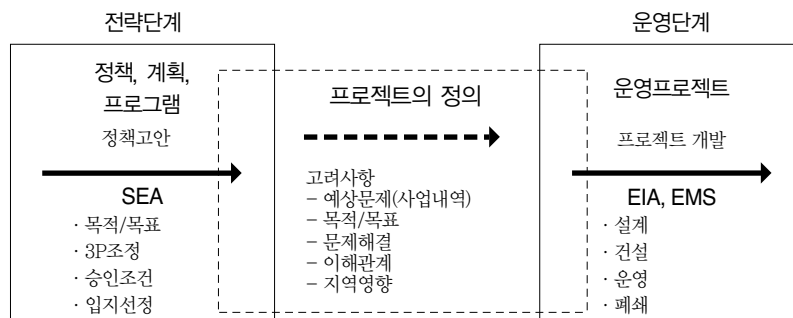 전략단계
정책, 계획,
프로그램
정책고안
SEA
· 목적/목표
· 3P조정
· 승인조건
· 입지선정
프로젝트의 정의
고려사항
– 예상문제(사업내역)
– 목적/목표
– 문제해결
– 이해관계
– 지역영향
운영단계
운영프로젝트
프로젝트 개발
EIA, EMS
· 설계
· 건설
· 운영
· 폐쇄